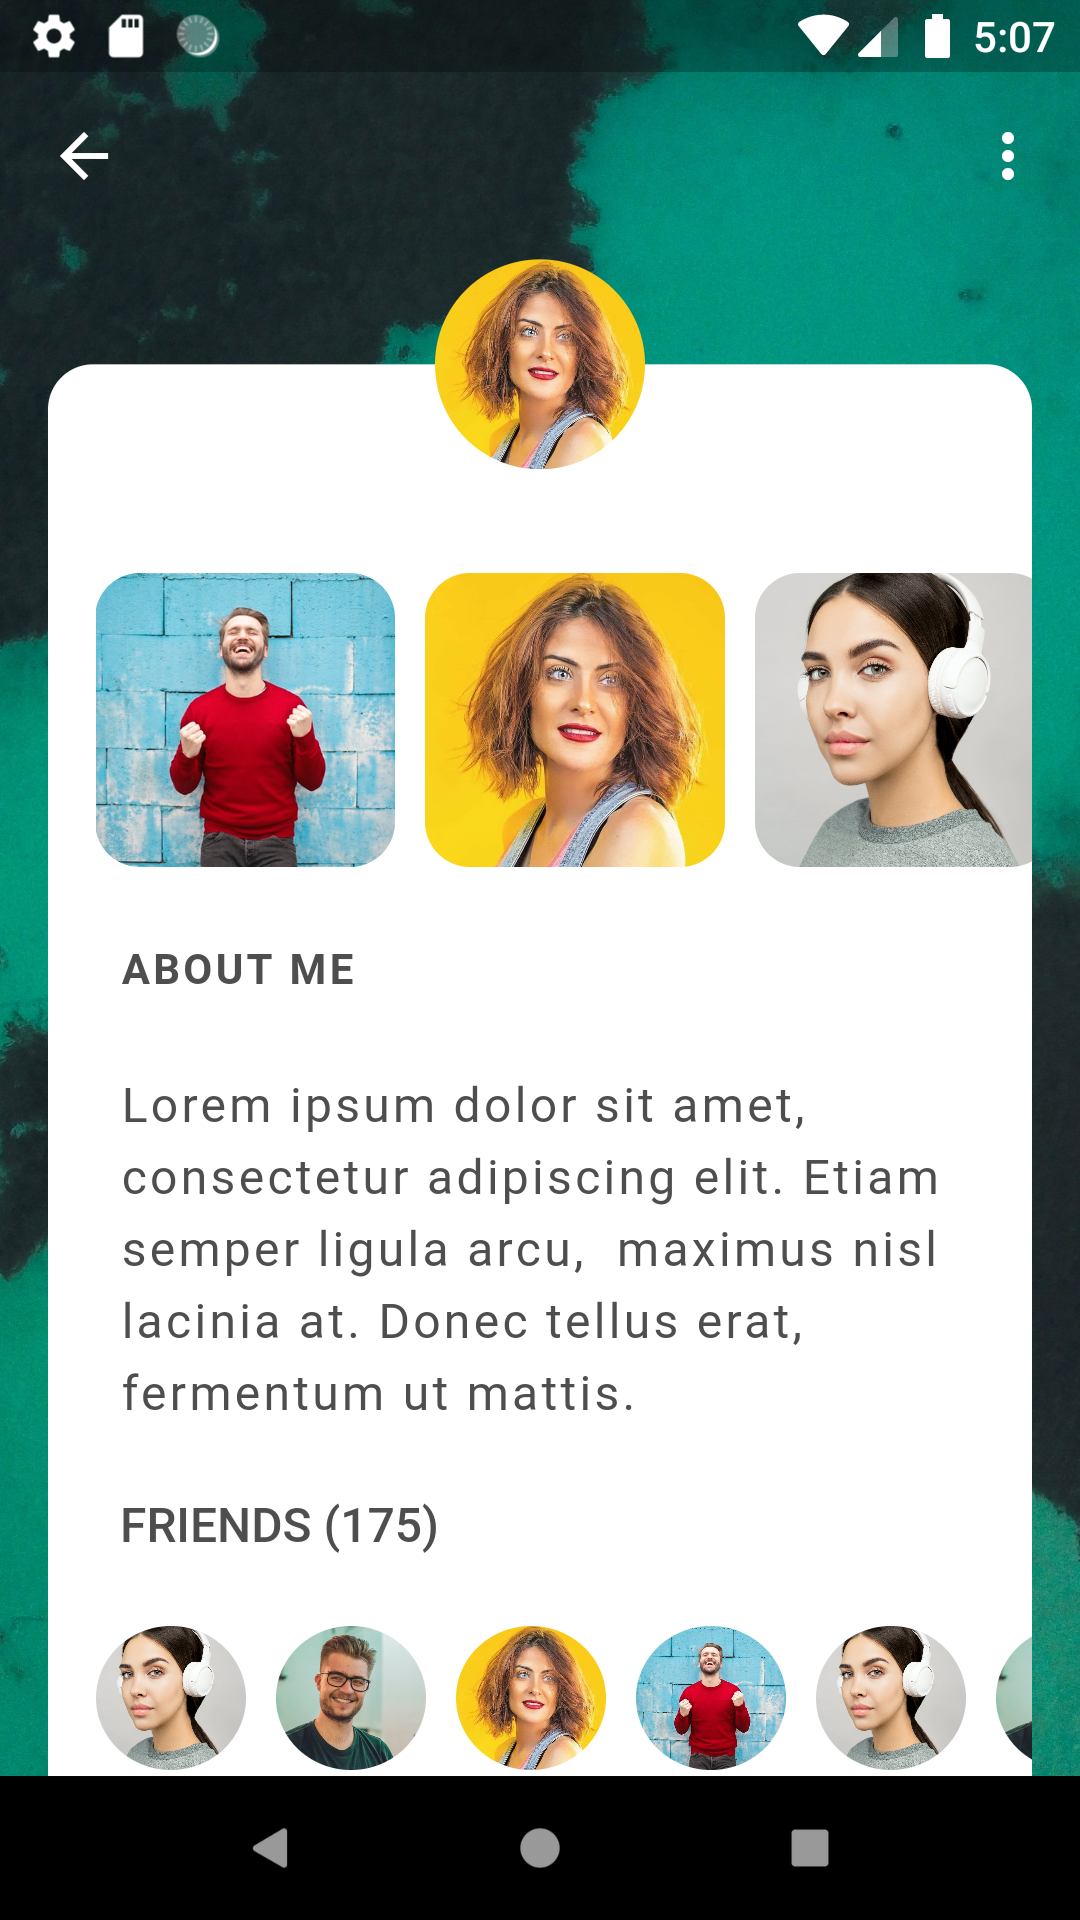 5:07
ABOUT ME
Lorem ipsum dolor sit amet,
consectetur adipiscing elit. Etiam
semper ligula arcu,  maximus nisl
lacinia at. Donec tellus erat,
fermentum ut mattis.
FRIENDS (175)